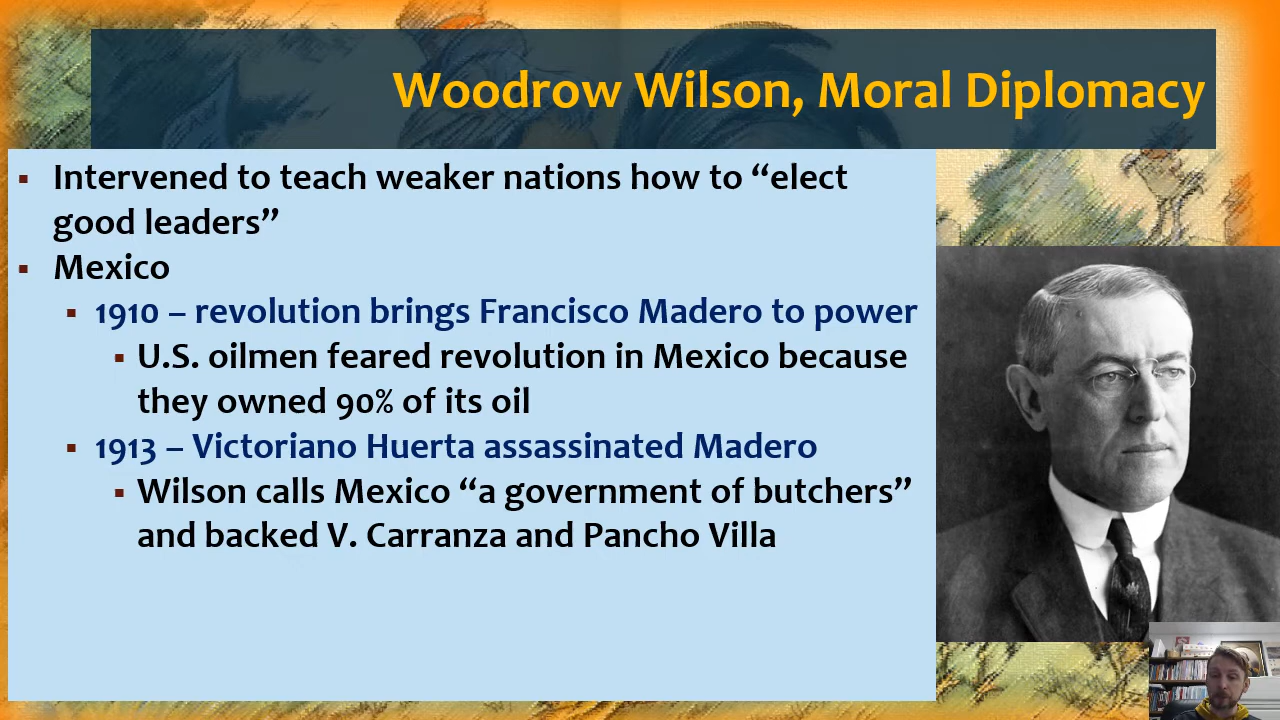 Woodrow Wilson, Moral Diplomacy
▪ Intervened to teach weaker nations how to “elect
good leaders”
▪ Mexico
▪ 1910 – revolution brings Francisco Madero to power
▪ U.S. oilmen feared revolution in Mexico because
they owned 90% of its oil
▪ 1913 – Victoriano Huerta assassinated Madero
▪ Wilson calls Mexico “a government of butchers”
and backed V. Carranza and Pancho Villa